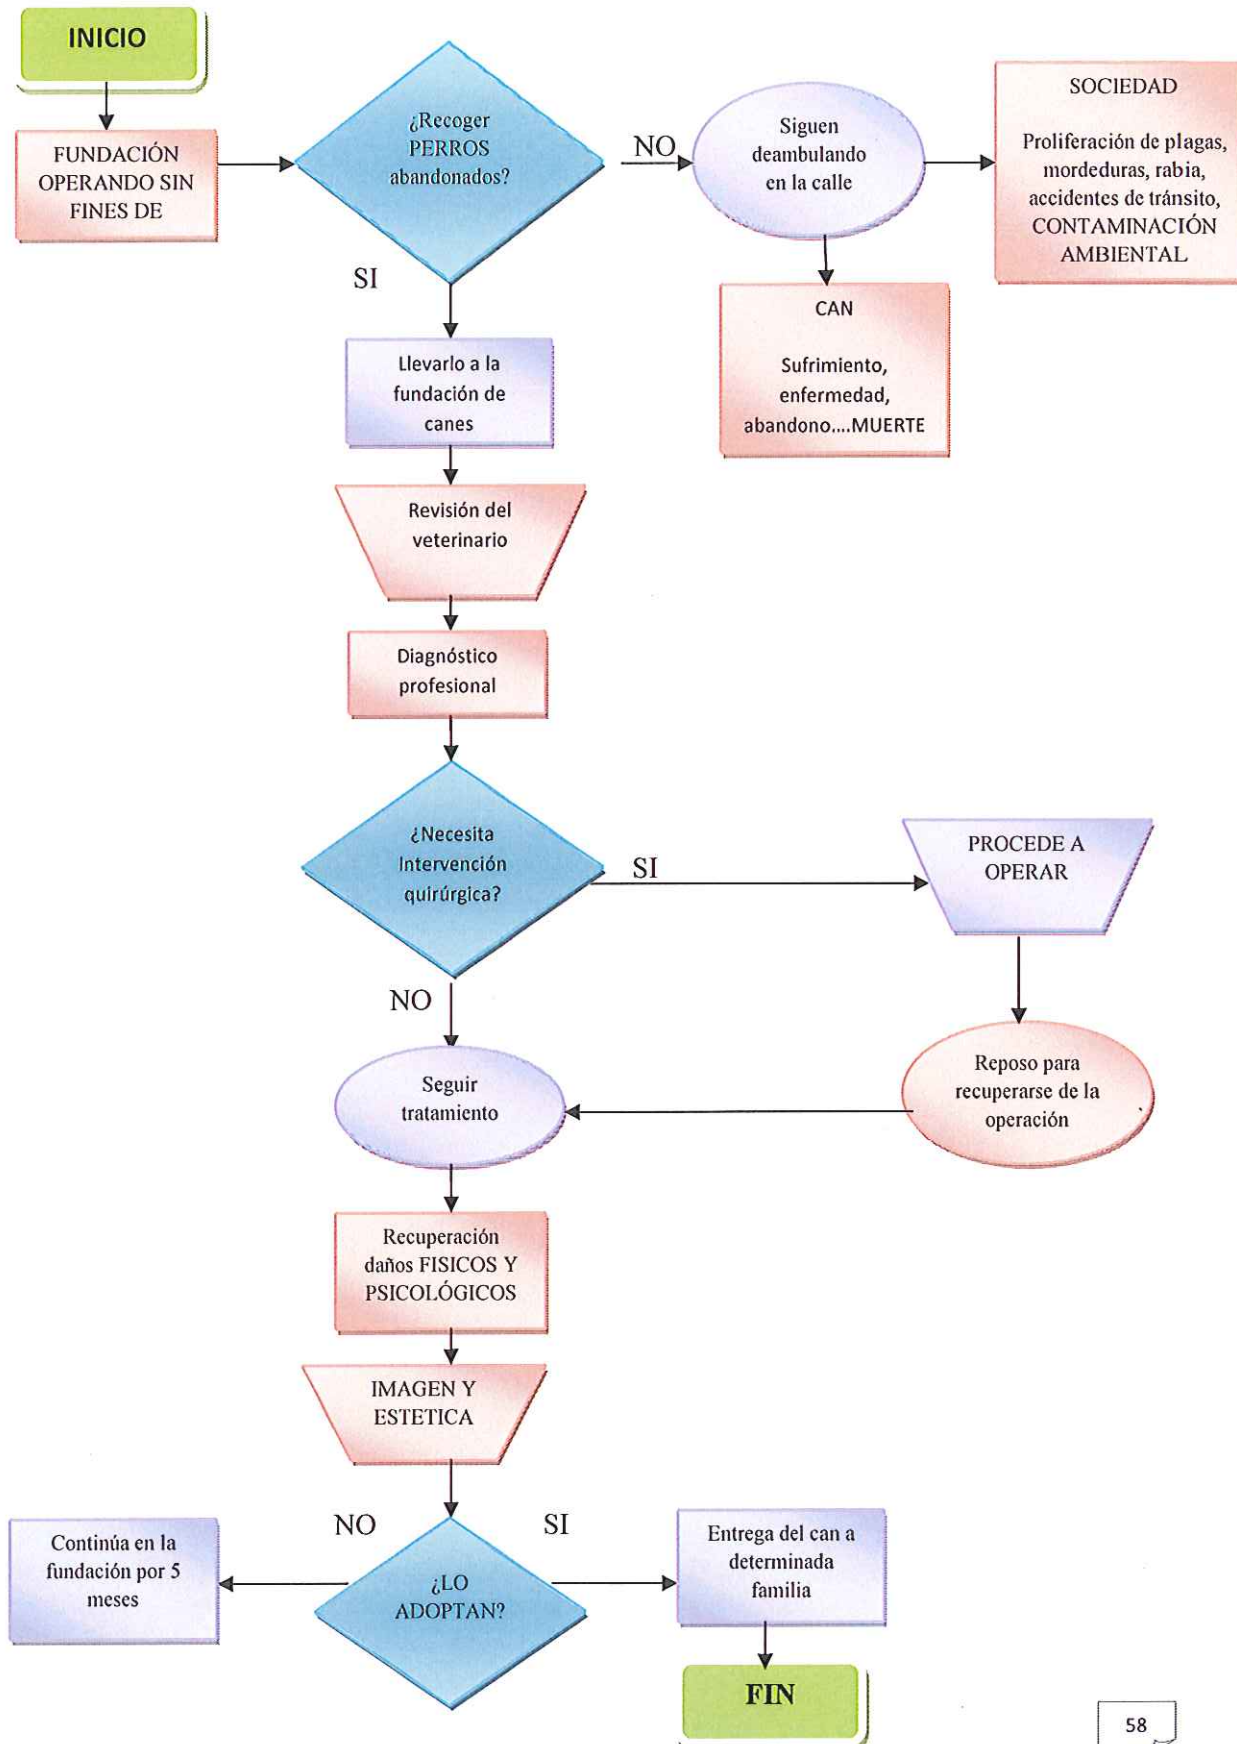 INICIO
FUNDACIÓN
OPERANDO SIN
FINES DE
¿Recoger
PERROS
abandonados?
NO
Siguen
deambulando
en la calle
SOCIEDAD
Proliferación de plagas,
mordeduras, rabia,
accidentes de tránsito,
CONTAMINACIÓN
AMBIENTAL
SI
CAN
Sufrimiento,
enfermedad,
abandono....MUERTE
Llevarlo a la
fundación de
canes
Revisión del
veterinario
Diagnóstico
profesional
¿Necesita
Intervención
quirúrgica?
SI
PROCEDE A
OPERAR
NO
Reposo para
recuperarse de la
operación
Seguir
tratamiento
Recuperación
daños FISICOS Y
PSICOLÓGICOS
IMAGEN Y
ESTETICA
NO
SI
Continúa en la
fundación por 5
meses
¿LO
ADOPTAN?
Entrega del can a
determinada
familia
FIN
58